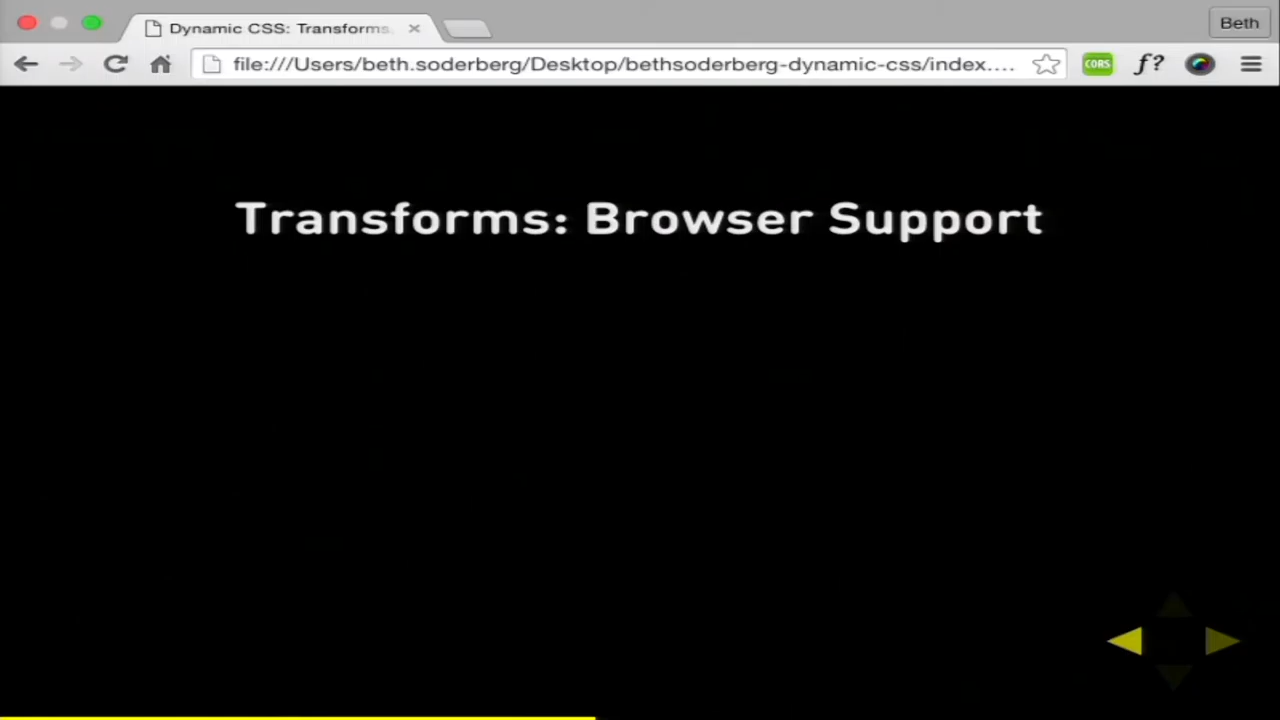 Dynamic CSS: Transforms,
Beth
file:///Users/beth.soderberg/Desktop/bethsoderberg-dynamic-css/index....
CORS
f?
Transforms: Browser Support